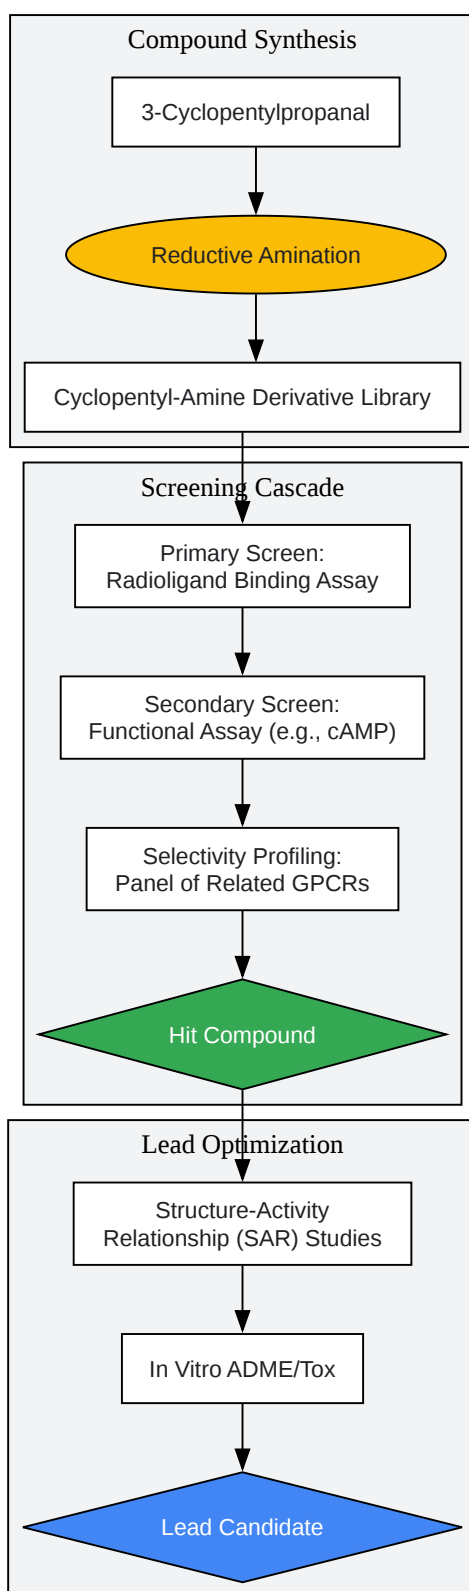 Compound Synthesis
3-Cyclopentylpropanal
Reductive Amination
Cyclopentyl-Amine Derivative Library
Screening Cascade
Primary Screen:
Radioligand Binding Assay
Secondary Screen:
Functional Assay (e.g., cAMP)
Selectivity Profiling:
Panel of Related GPCRs
Hit Compound
Lead Optimization
Structure-Activity
Relationship (SAR) Studies
In Vitro ADME/Tox
Lead Candidate